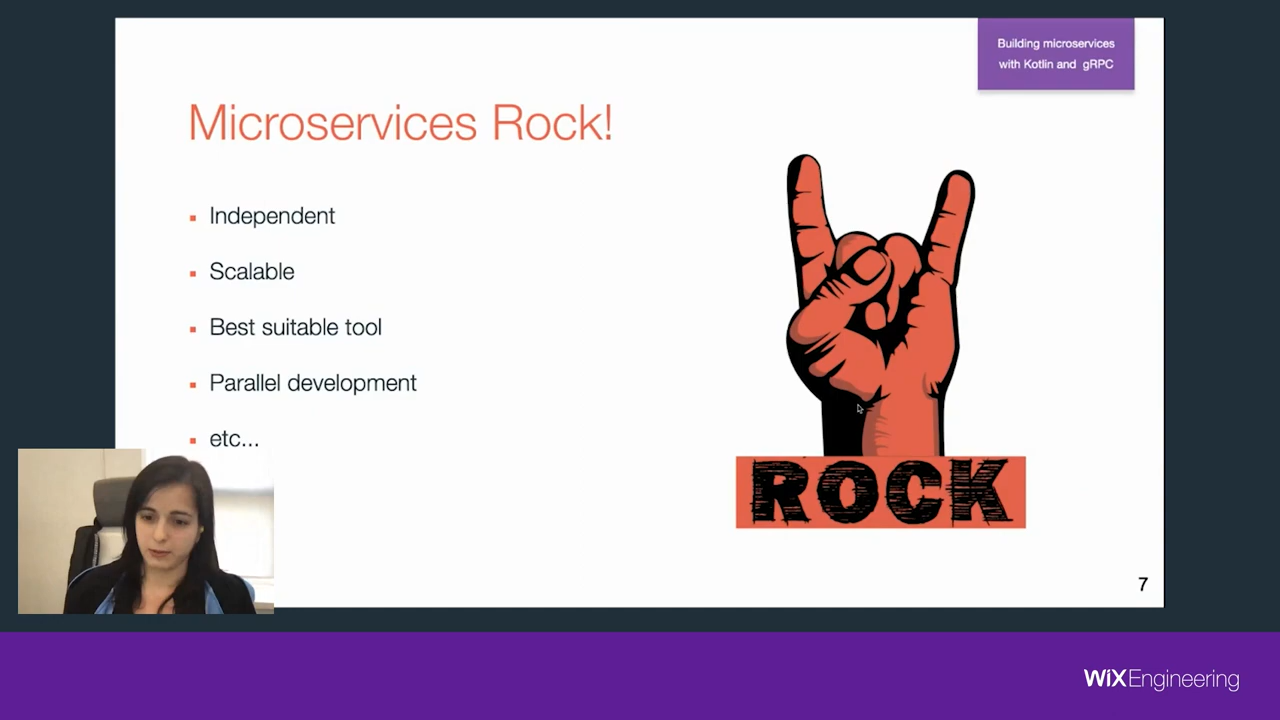 Building microservices
with Kotlin and gRPC
Microservices Rock!
Independent
Scalable
Best suitable tool
Parallel development
etc...
ROCK
7
WiXEngineering